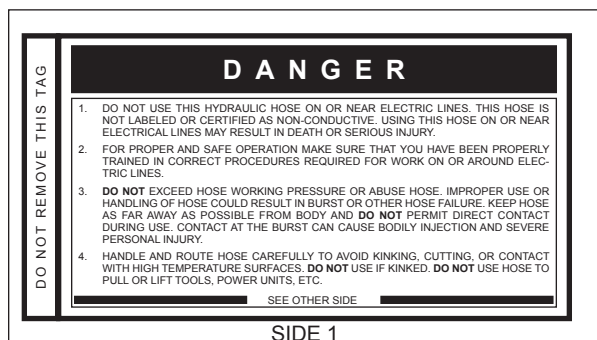 DO NOT REMOVE THIS TAG
DANGER
1. DO NOT USE THIS HYDRAULIC HOSE ON OR NEAR ELECTRIC LINES. THIS HOSE IS
NOT LABELED OR CERTIFIED AS NON-CONDUCTIVE. USING THIS HOSE ON OR NEAR
ELECTRICAL LINES MAY RESULT IN DEATH OR SERIOUS INJURY.
2. FOR PROPER AND SAFE OPERATION MAKE SURE THAT YOU HAVE BEEN PROPERLY
TRAINED IN CORRECT PROCEDURES REQUIRED FOR WORK ON OR AROUND ELEC-
TRIC LINES.
3. DO NOT EXCEED HOSE WORKING PRESSURE OR ABUSE HOSE. IMPROPER USE OR
HANDLING OF HOSE COULD RESULT IN BURST OR OTHER HOSE FAILURE. KEEP HOSE
AS FAR AWAY AS POSSIBLE FROM BODY AND DO NOT PERMIT DIRECT CONTACT
DURING USE. CONTACT AT THE BURST CAN CAUSE BODILY INJECTION AND SEVERE
PERSONAL INJURY.
4. HANDLE AND ROUTE HOSE CAREFULLY TO AVOID KINKING, CUTTING, OR CONTACT
WITH HIGH TEMPERATURE SURFACES. DO NOT USE IF KINKED. DO NOT USE HOSE TO
PULL OR LIFT TOOLS, POWER UNITS, ETC.
SEE OTHER SIDE
SIDE 1